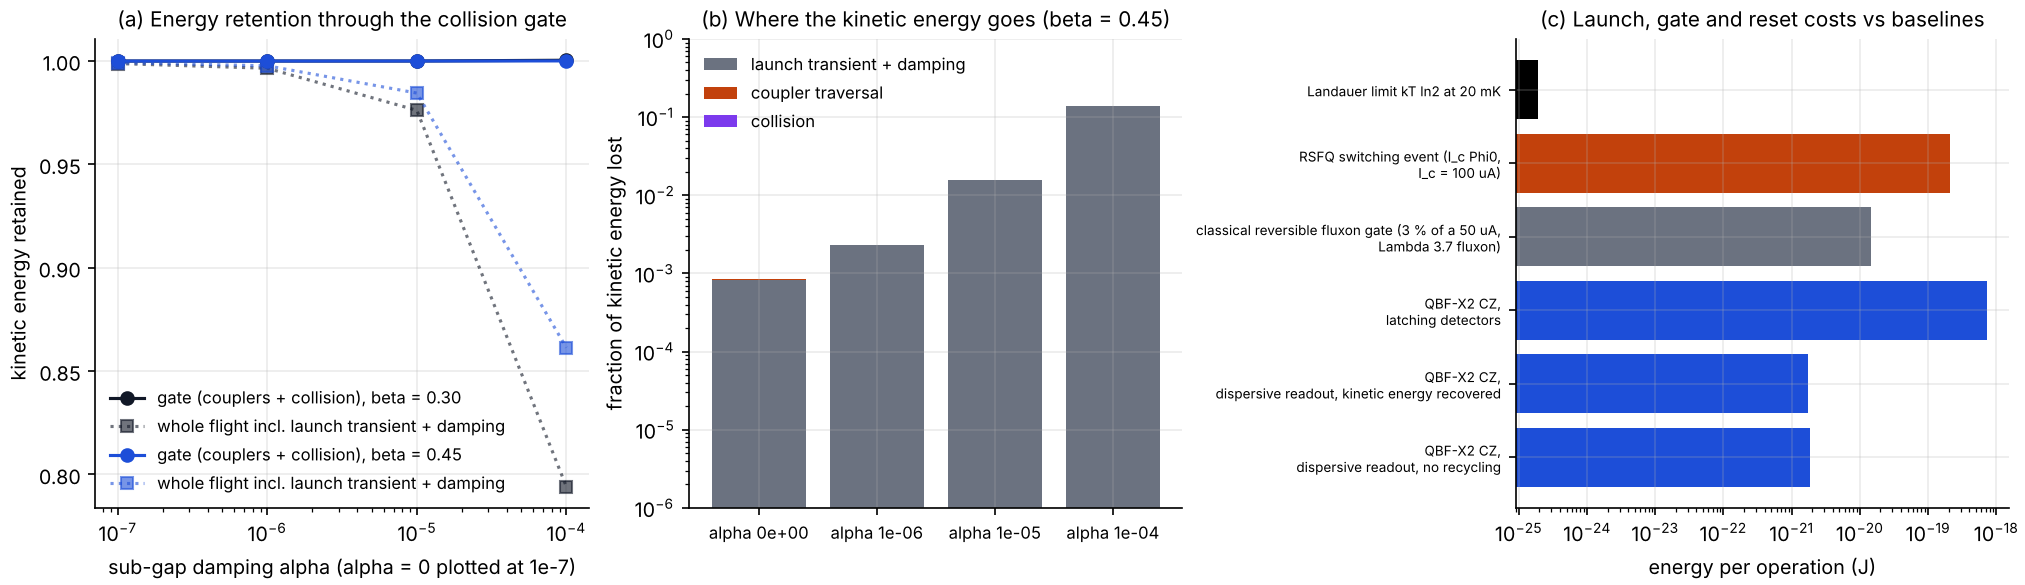 (a) Energy retention through the collision gate
kinetic energy retained
1.00
0.95
0.90
0.85
0.80
gate (couplers + collision), beta = 0.30
whole flight incl. launch transient + damping
gate (couplers + collision), beta = 0.45
whole flight incl. launch transient + damping
10⁻⁷ 10⁻⁶ 10⁻⁵ 10⁻⁴
sub-gap damping alpha (alpha = 0 plotted at 1e-7)
(b) Where the kinetic energy goes (beta = 0.45)
fraction of kinetic energy lost
10⁰
10⁻¹
10⁻²
10⁻³
10⁻⁴
10⁻⁵
10⁻⁶
launch transient + damping
coupler traversal
collision
alpha 0e+00 alpha 1e-06 alpha 1e-05 alpha 1e-04
(c) Launch, gate and reset costs vs baselines
Landauer limit kT ln2 at 20 mK
RSFQ switching event (I_c Phi0,
I_c = 100 uA)
classical reversible fluxon gate (3 % of a 50 uA,
Lambda 3.7 fluxon)
QBF-X2 CZ,
latching detectors
QBF-X2 CZ,
dispersive readout, kinetic energy recovered
QBF-X2 CZ,
dispersive readout, no recycling
10⁻²⁵ 10⁻²⁴ 10⁻²³ 10⁻²² 10⁻²¹ 10⁻²⁰ 10⁻¹⁹ 10⁻¹⁸
energy per operation (J)